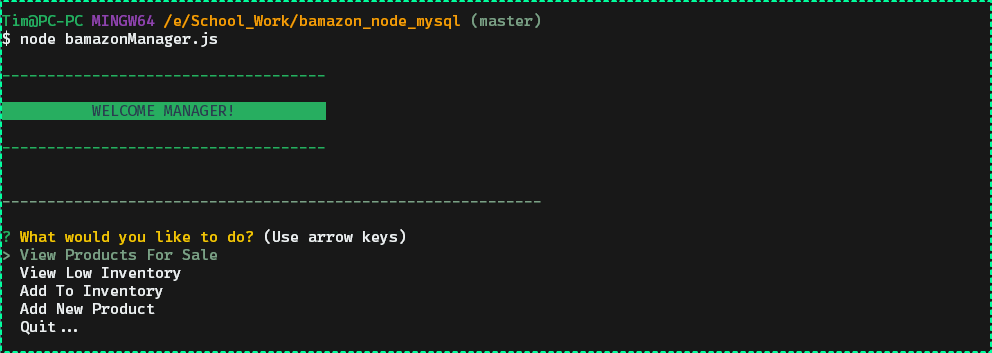 Tim@PC-PC MINGW64 /e/School_Work/bamazon_node_mysql (master)
$ node bamazonManager.js
------------------------------------
WELCOME MANAGER!
------------------------------------
------------------------------------------------------------
? What would you like to do? (Use arrow keys)
> View Products For Sale
View Low Inventory
Add To Inventory
Add New Product
Quit...